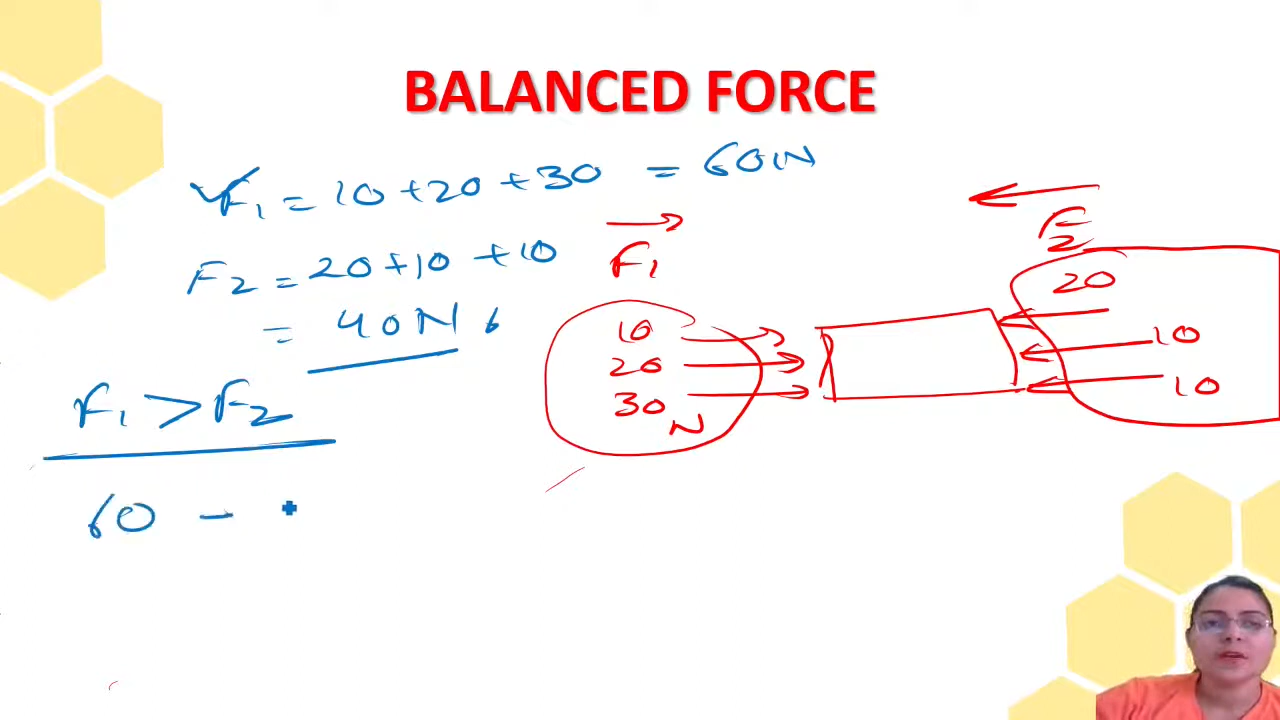 BALANCED FORCE
F1 = 10 + 20 + 30 = 60N
F2 = 20 + 10 + 10
= 40N
F1 > F2
60 -
F1
10
20
30
N
F2
20
10
10